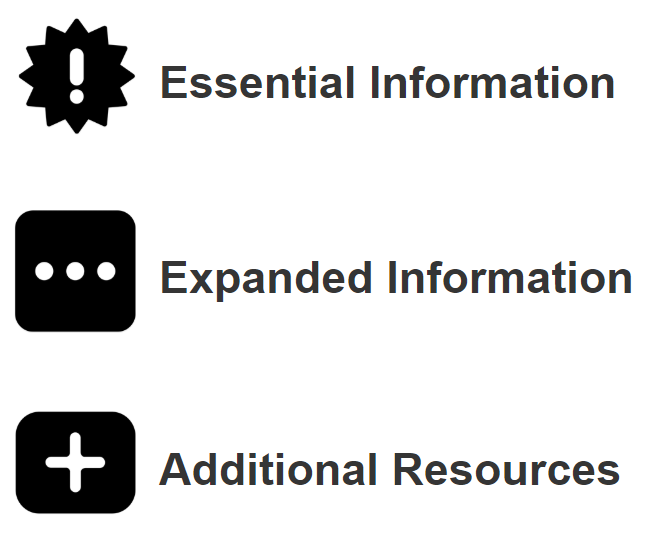 Essential Information
Expanded Information
Additional Resources